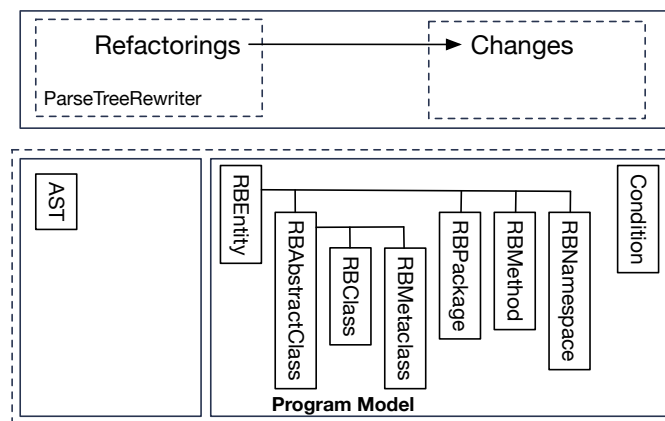 Refactorings
Changes
ParseTreeRewriter
AST
RBEntity
RBAbstractClass
RBClass
RBMetaclass
RBPackage
RBMethod
RBNamespace
Condition
Program Model